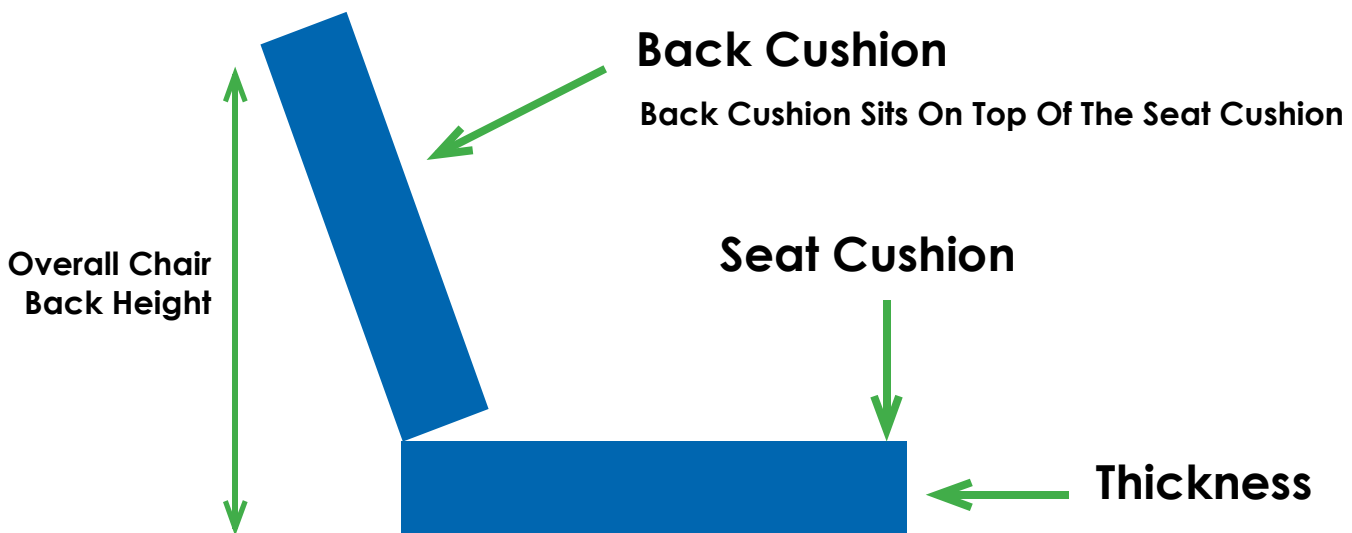 Back Cushion
Back Cushion Sits On Top Of The Seat Cushion
Seat Cushion
Overall Chair
Back Height
Thickness